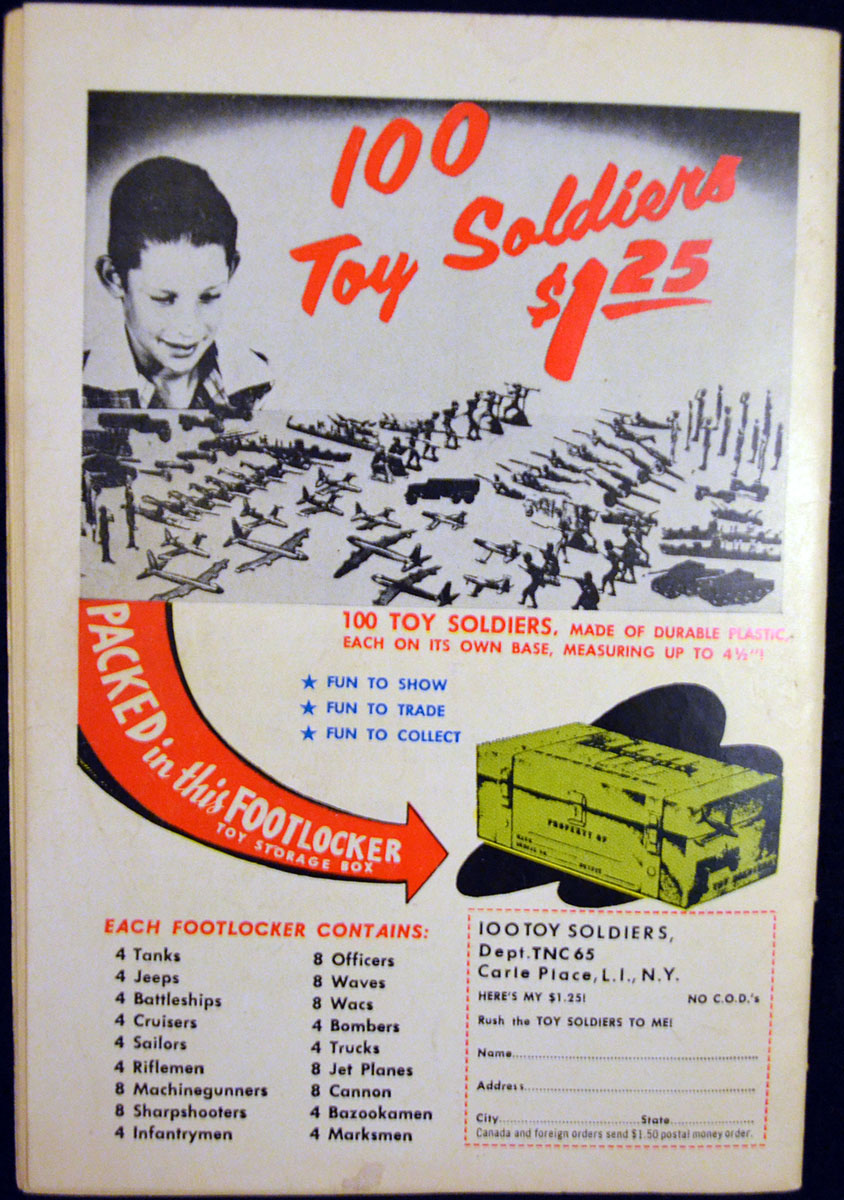 100
Toy Soldiers
$1.25
100 TOY SOLDIERS, MADE OF DURABLE PLASTIC,
EACH ON ITS OWN BASE, MEASURING UP TO 4½"!
PACKED in this FOOTLOCKER
TOY STORAGE BOX
★ FUN TO SHOW
★ FUN TO TRADE
★ FUN TO COLLECT
PROPERTY OF
EACH FOOTLOCKER CONTAINS:
4 Tanks
4 Jeeps
4 Battleships
4 Cruisers
4 Sailors
4 Riflemen
8 Machinegunners
8 Sharpshooters
4 Infantrymen
8 Officers
8 Waves
8 Wacs
4 Bombers
4 Trucks
8 Jet Planes
8 Cannon
4 Bazookamen
4 Marksmen
100 TOY SOLDIERS,
Dept. TNC 65
Carle Place, L.I., N.Y.
HERE'S MY $1.25! NO C.O.D.'s
Rush the TOY SOLDIERS TO ME!
Name
Address
City State
Canada and foreign orders send $1.50 postal money order.